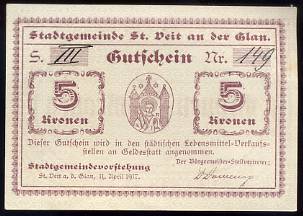 Stadtgemeinde St. Veit an der Glan.
S. III Gutschein Nr. 149
5 5
Kronen Kronen
Dieser Gutschein wird in den städtischen Lebensmittel-Verkaufs-
stellen an Geldesstatt angenommen.
Stadtgemeindevorstehung Der Bürgermeister-Stellvertreter:
St. Veit a. d. Glan, 11. April 1917.